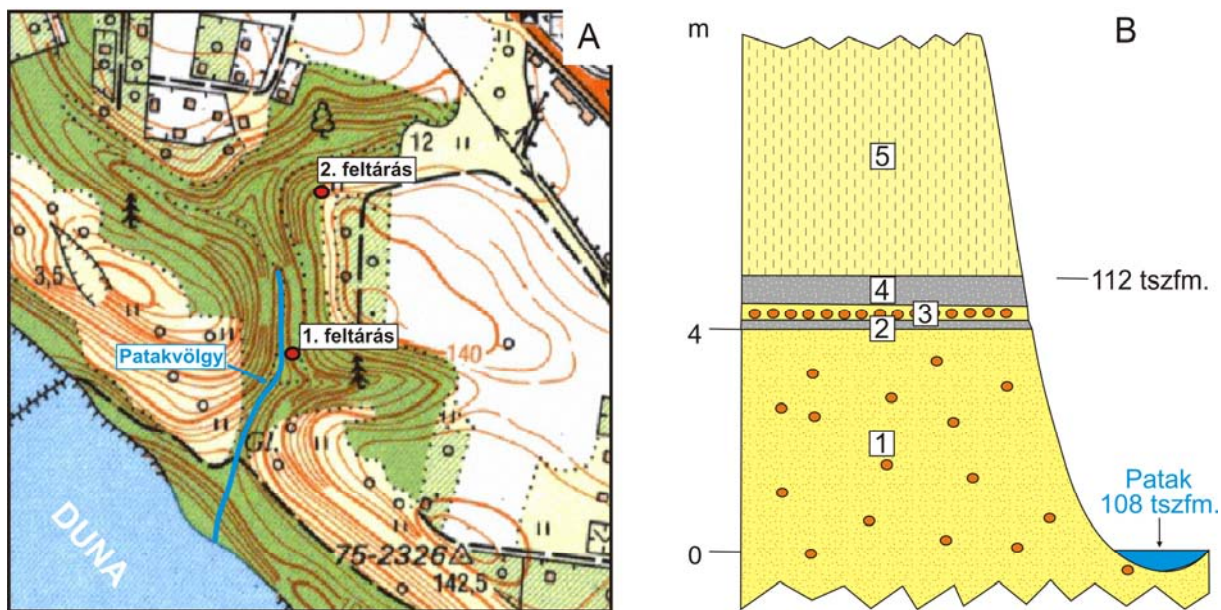 A
12
2. feltárás
3,5
Patakvölgy
1. feltárás
140
DUNA
75-2326
142,5
m
B
5
112 tszfm.
4
3
2
4
1
Patak
108 tszfm.
0